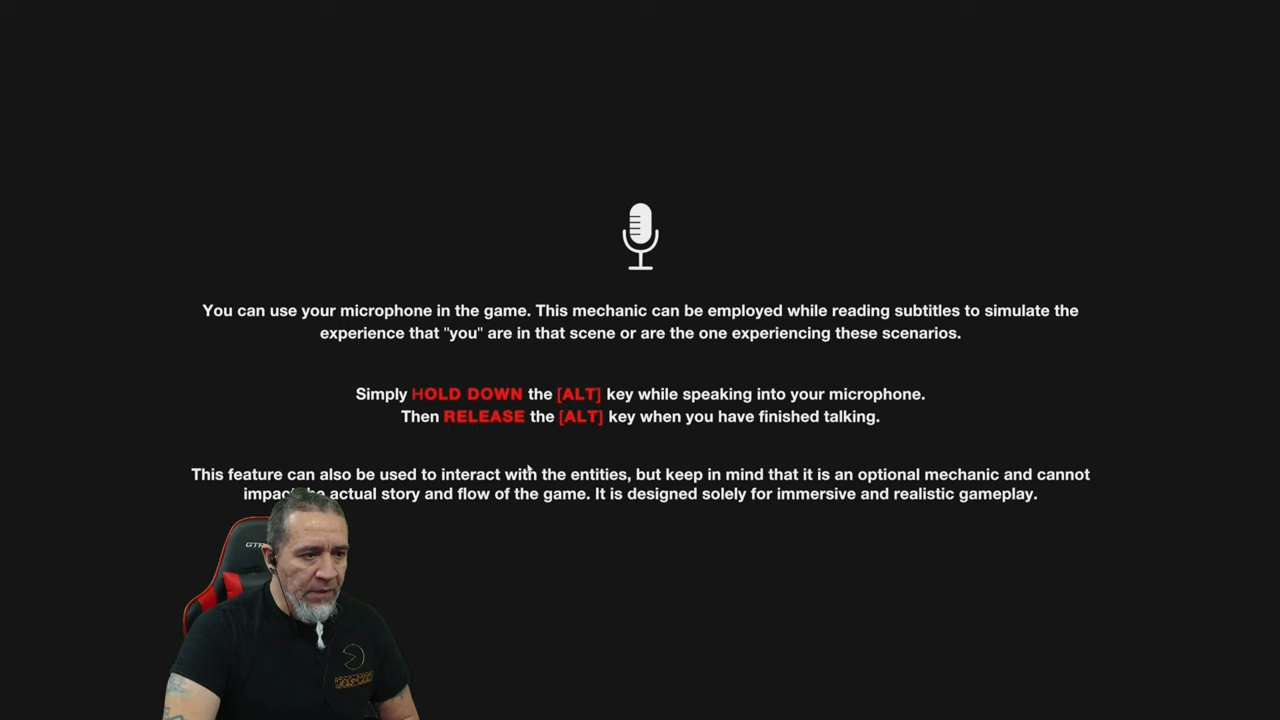 You can use your microphone in the game. This mechanic can be employed while reading subtitles to simulate the
experience that "you" are in that scene or are the one experiencing these scenarios.
Simply HOLD DOWN the [ALT] key while speaking into your microphone.
Then RELEASE the [ALT] key when you have finished talking.
This feature can also be used to interact with the entities, but keep in mind that it is an optional mechanic and cannot
impact the actual story and flow of the game. It is designed solely for immersive and realistic gameplay.